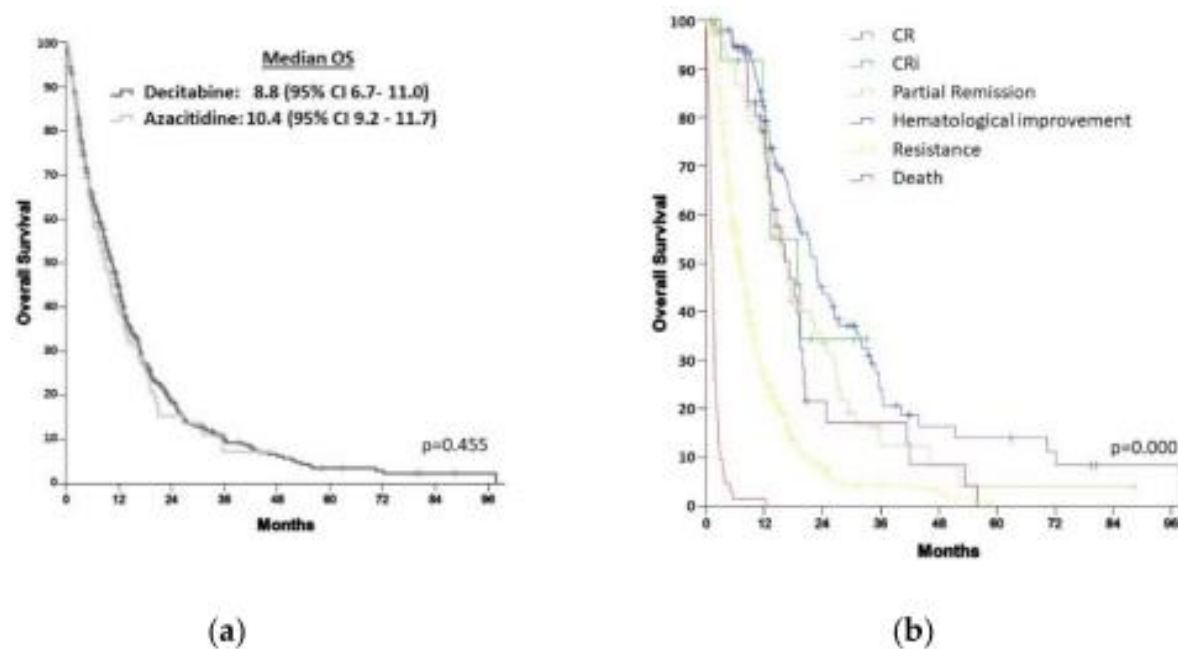 Median OS
Decitabine: 8.8 (95% CI 6.7- 11.0)
Azacitidine: 10.4 (95% CI 9.2 - 11.7)
Overall Survival
100
90
80
70
60
50
40
30
20
10
0
p=0.455
0 12 24 36 48 60 72 84 96
Months
(a)
CR
CRi
Partial Remission
Hematological improvement
Resistance
Death
Overall Survival
100
90
80
70
60
50
40
30
20
10
0
p=0.000
0 12 24 36 48 60 72 84 96
Months
(b)